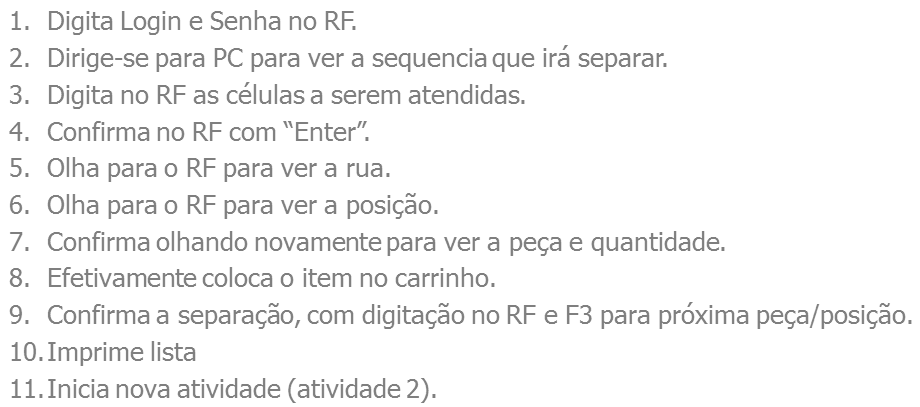 1. Digita Login e Senha no RF.
2. Dirige-se para PC para ver a sequencia que irá separar.
3. Digita no RF as células a serem atendidas.
4. Confirma no RF com “Enter”.
5. Olha para o RF para ver a rua.
6. Olha para o RF para ver a posição.
7. Confirma olhando novamente para ver a peça e quantidade.
8. Efetivamente coloca o item no carrinho.
9. Confirma a separação, com digitação no RF e F3 para próxima peça/posição.
10. Imprime lista
11. Inicia nova atividade (atividade 2).